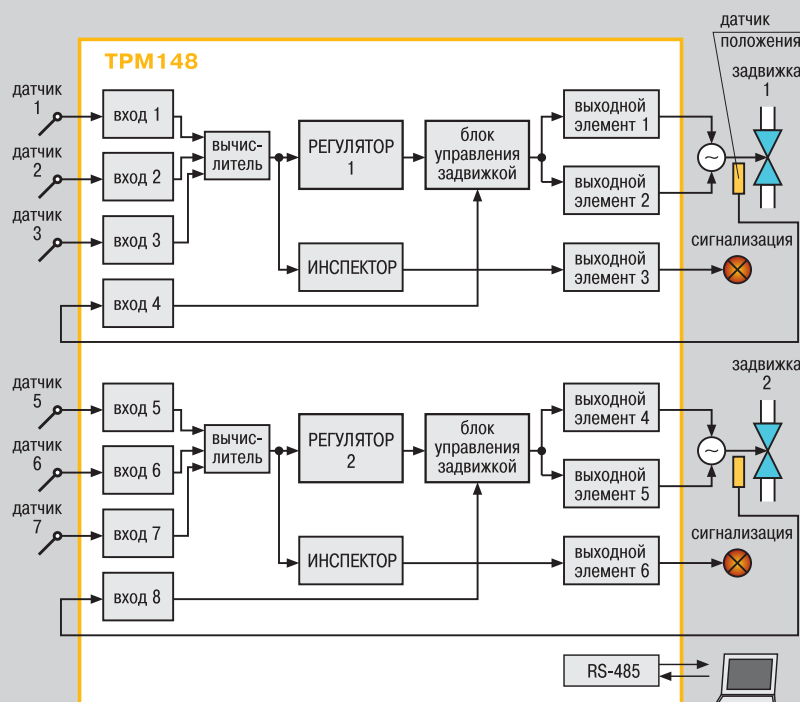 датчик
положения
ТРМ148
задвижка
1
датчик
1
вход 1
датчик
2
вход 2
датчик
3
вход 3
вход 4
вычис-
литель
РЕГУЛЯТОР
1
блок
управления
задвижкой
ИНСПЕКТОР
выходной
элемент 1
выходной
элемент 2
выходной
элемент 3
~
сигнализация
задвижка
2
датчик
5
вход 5
датчик
6
вход 6
датчик
7
вход 7
вход 8
вычис-
литель
РЕГУЛЯТОР
2
блок
управления
задвижкой
ИНСПЕКТОР
выходной
элемент 4
выходной
элемент 5
выходной
элемент 6
~
сигнализация
RS-485